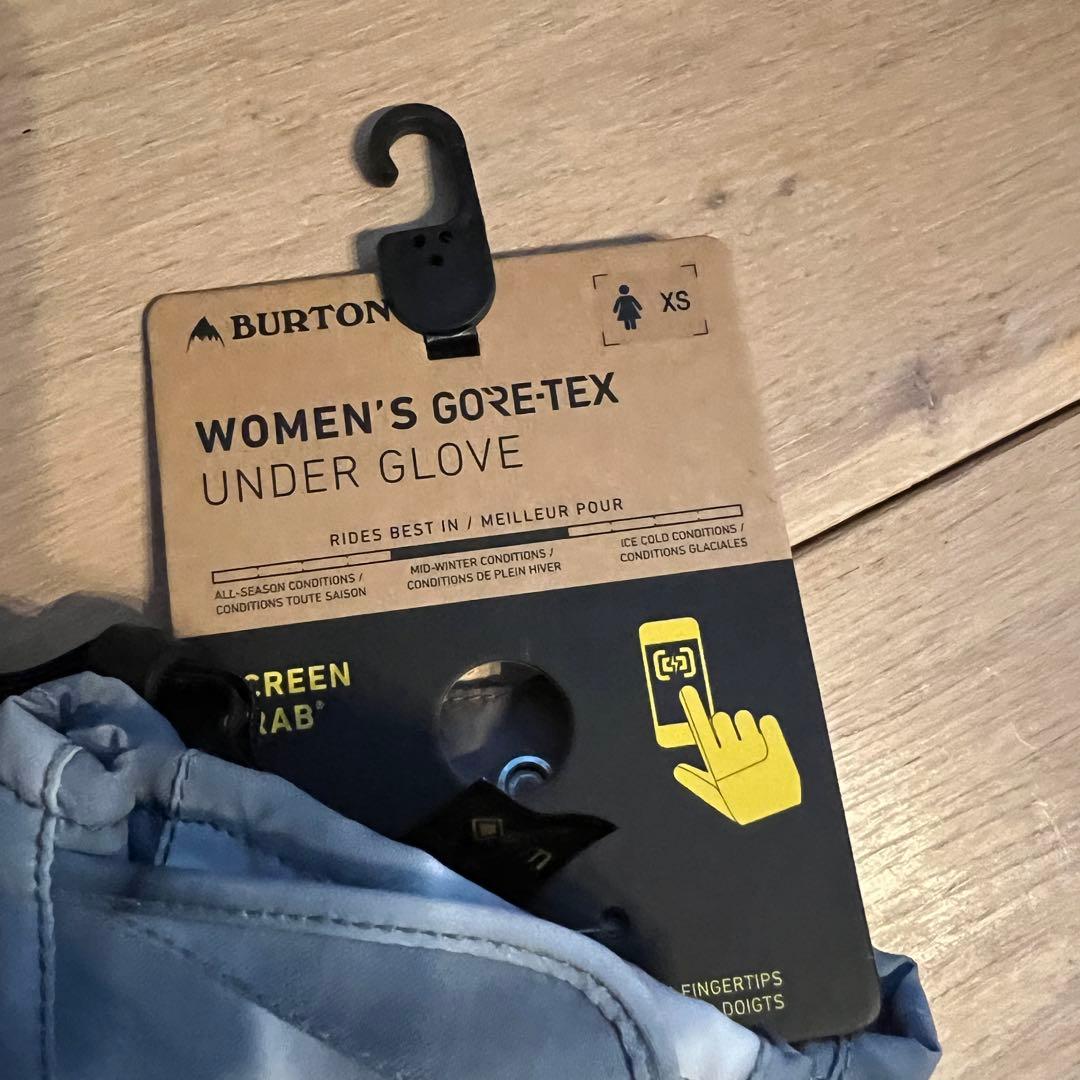 BURTON
XS
WOMEN'S GORE-TEX
UNDER GLOVE
RIDES BEST IN / MEILLEUR POUR
ALL-SEASON CONDITIONS /
CONDITIONS TOUTE SAISON
MID-WINTER CONDITIONS /
CONDITIONS DE PLEIN HIVER
ICE COLD CONDITIONS /
CONDITIONS GLACIALES
CREEN
RAB®
FINGERTIPS
DOIGTS